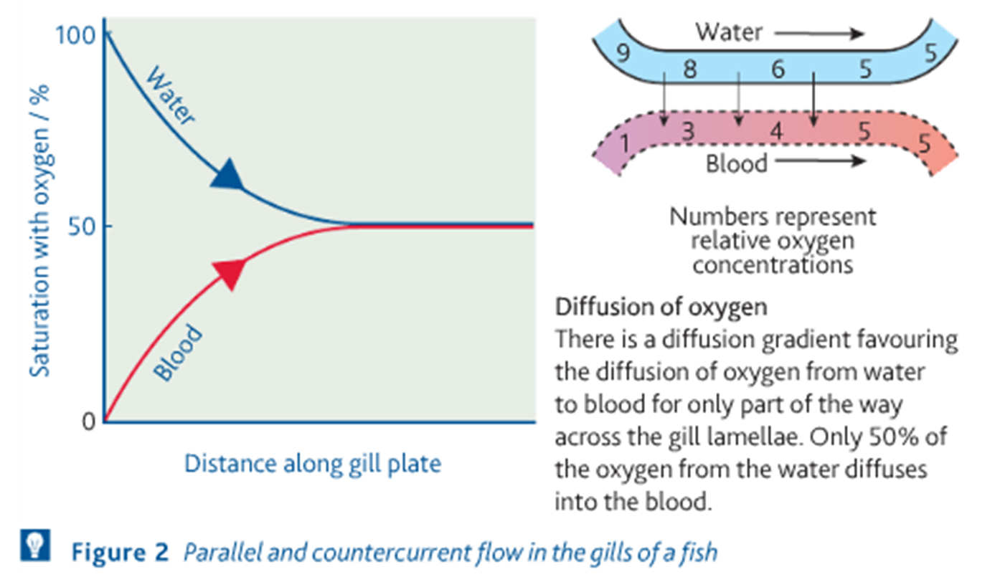 100
50
0
Saturation with oxygen / %
Water
Blood
Distance along gill plate
Water
9 8 6 5 5
1 3 4 5 5
Blood
Numbers represent
relative oxygen
concentrations
Diffusion of oxygen
There is a diffusion gradient favouring
the diffusion of oxygen from water
to blood for only part of the way
across the gill lamellae. Only 50% of
the oxygen from the water diffuses
into the blood.
Figure 2 Parallel and countercurrent flow in the gills of a fish